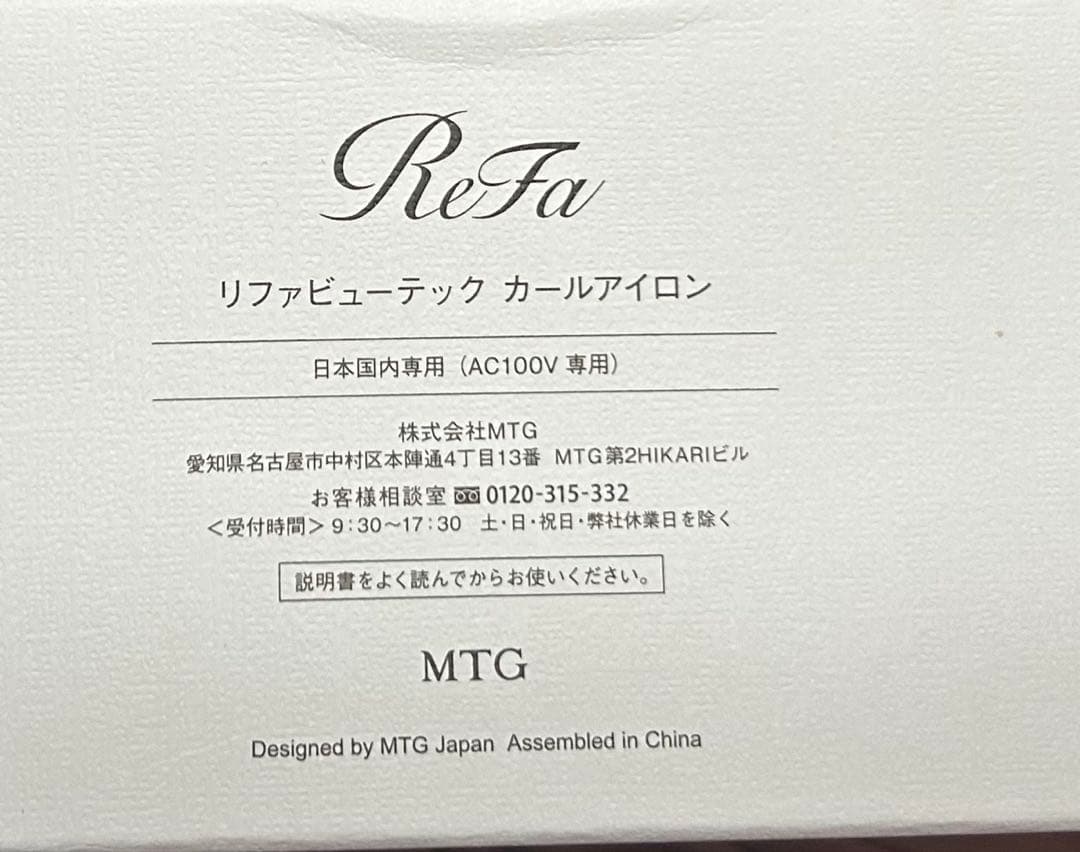 ReFa
リファビューテック カールアイロン
日本国内専用（AC100V 専用）
株式会社MTG
愛知県名古屋市中村区本陣通4丁目13番 MTG第2HIKARIビル
お客様相談室 0120-315-332
＜受付時間＞9：30〜17：30 土・日・祝日・弊社休業日を除く
説明書をよく読んでからお使いください。
MTG
Designed by MTG Japan Assembled in China